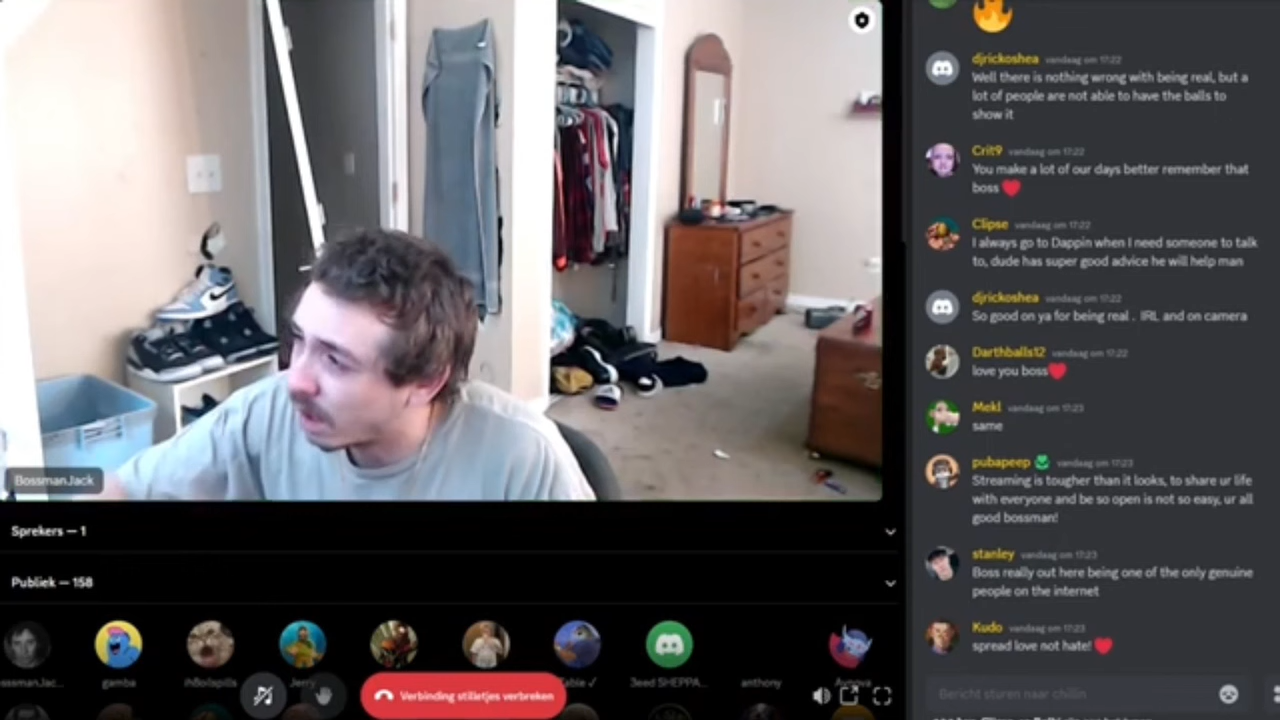 djrickoshea vandaag om 17:22
Well there is nothing wrong with being real, but a
lot of people are not able to have the balls to
show it
Crit9 vandaag om 17:22
You make a lot of our days better remember that
boss ❤️
Clipse vandaag om 17:22
I always go to Dappin when I need someone to talk
to, dude has super good advice he will help man
djrickoshea vandaag om 17:22
So good on ya for being real . IRL and on camera
Darthballs12 vandaag om 17:22
love you boss❤️
Mekl vandaag om 17:23
same
pubapeep vandaag om 17:23
Streaming is tougher than it looks, to share ur life
with everyone and be so open is not so easy, ur all
good bossman!
stanley vandaag om 17:23
Boss really out here being one of the only genuine
people on the internet
Kudo vandaag om 17:23
spread love not hate! ❤️
Bericht sturen naar chillin
BossmanJack
Sprekers — 1
Publiek — 158
gamba
Jerry
3eed SHEPPA...
anthony
Verbinding stilletjes verbreken